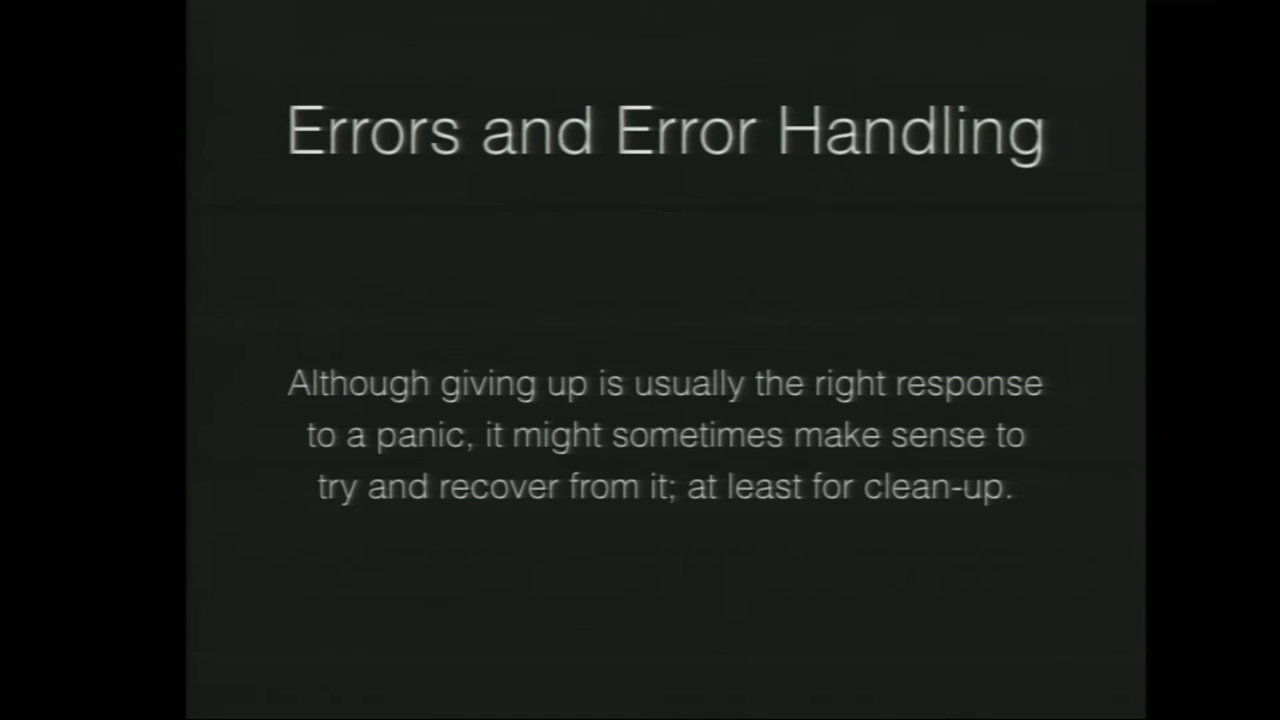 Errors and Error Handling
Although giving up is usually the right response
to a panic, it might sometimes make sense to
try and recover from it; at least for clean-up.